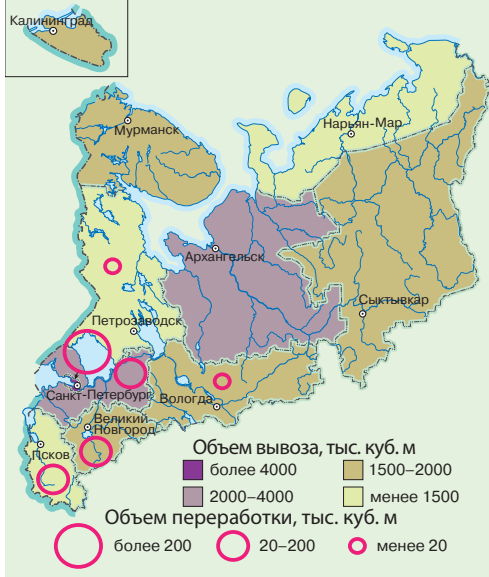 Калининград
Мурманск
Нарьян-Мар
Архангельск
Сыктывкар
Петрозаводск
Санкт-Петербург
Вологда
Великий
Новгород
Псков
Объем вывоза, тыс. куб. м
более 4000
1500–2000
2000–4000
менее 1500
Объем переработки, тыс. куб. м
более 200
20–200
менее 20